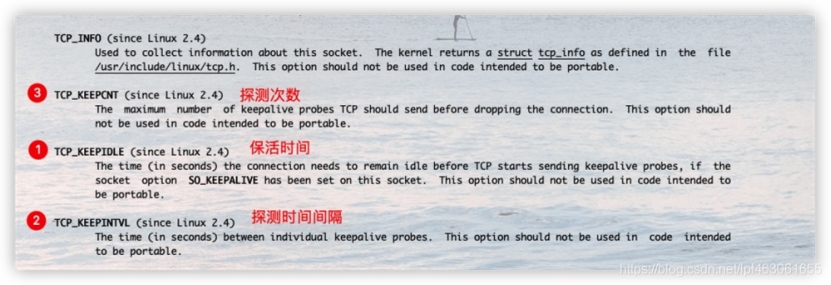 TCP_INFO (since Linux 2.4)
Used to collect information about this socket. The kernel returns a struct tcp_info as defined in the file
/usr/include/linux/tcp.h. This option should not be used in code intended to be portable.
3 TCP_KEEPCNT (since Linux 2.4) 探测次数
The maximum number of keepalive probes TCP should send before dropping the connection. This option should
not be used in code intended to be portable.
1 TCP_KEEPIDLE (since Linux 2.4) 保活时间
The time (in seconds) the connection needs to remain idle before TCP starts sending keepalive probes, if the
socket option SO_KEEPALIVE has been set on this socket. This option should not be used in code intended to
be portable.
2 TCP_KEEPINTVL (since Linux 2.4) 探测时间间隔
The time (in seconds) between individual keepalive probes. This option should not be used in code intended
to be portable.
https://blog.csdn.net/lpf463061655